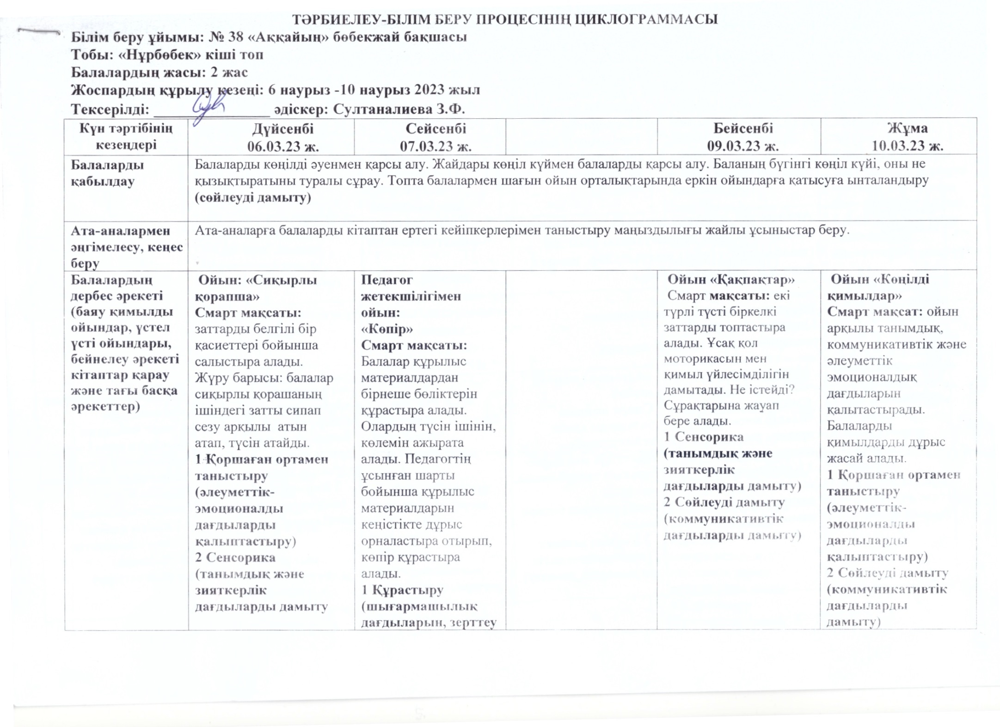 ТӘРБИЕЛЕУ-БІЛІМ БЕРУ ПРОЦЕСІНІҢ ЦИКЛОГРАММАСЫ
Білім беру ұйымы: № 38 «Аққайың» бөбекжай бақшасы
Тобы: «Нұрбөбек» кіші топ
Балалардың жасы: 2 жас
Жоспардың құрылу кезеңі: 6 наурыз -10 наурыз 2023 жыл
Тексерілді: ________________ әдіскер: Султаналиева З.Ф.
Күн тәртібінің
кезеңдері
Дүйсенбі
06.03.23 ж.
Сейсенбі
07.03.23 ж.
Бейсенбі
09.03.23 ж.
Жұма
10.03.23 ж.
Балаларды
қабылдау
Балаларды көңілді әуенмен қарсы алу. Жайдары көңіл күймен балаларды қарсы алу. Баланың бүгінгі көңіл күйі, оны не
қызықтыратыны туралы сұрау. Топта балалармен шағын ойын орталықтарында еркін ойындарға қатысуға ынталандыру
(сөйлеуді дамыту)
Ата-аналармен
әңгімелесу, кеңес
беру
Ата-аналарға балаларды кітаптан ертегі кейіпкерлерімен таныстыру маңыздылығы жайлы ұсыныстар беру.
Балалардың
дербес әрекеті
(баяу қимылды
ойындар, үстел
үсті ойындары,
бейнелеу әрекеті
кітаптар қарау
және тағы басқа
әрекеттер)
Ойын: «Сиқырлы
қорапша»
Смарт мақсаты:
заттарды белгілі бір
қасиеттері бойынша
салыстыра алады.
Жүру барысы: балалар
сиқырлы қорашаның
ішіндегі затты сипап
сезу арқылы атын
атап, түсін атайды.
1 Қоршаған ортамен
таныстыру
(әлеуметтік-
эмоционалды
дағдыларды
қалыптастыру)
2 Сенсорика
(танымдық және
зияткерлік
дағдыларды дамыту
Педагог
жетекшілігімен
ойын:
«Көпір»
Смарт мақсаты:
Балалар құрылыс
материалдардан
бірнеше бөліктерін
құрастыра алады.
Олардың түсін ішінін,
көлемін ажырата
алады. Педагогтің
ұсынған шарты
бойынша құрылыс
материалдарын
кеңістікте дұрыс
орналастыра отырып,
көпір құрастыра
алады.
1 Құрастыру
(шығармашылық
дағдыларын, зерттеу
Ойын «Қақпақтар»
Смарт мақсаты: екі
түрлі түсті біркелкі
заттарды топтастыра
алады. Ұсақ қол
моторикасын мен
қимыл үйлесімділігін
дамытады. Не істейді?
Сұрақтарына жауап
бере алады.
1 Сенсорика
(танымдық және
зияткерлік
дағдыларды дамыту)
2 Сөйлеуді дамыту
(коммуникативтік
дағдыларды дамыту)
Ойын «Көңілді
қимылдар»
Смарт мақсат: ойын
арқылы танымдық,
коммуникативтік және
әлеуметтік
эмоционалдық
дағдыларын
қалытастырады.
Балаларды
қимылдарды дұрыс
жасай алады.
1 Қоршаған ортамен
таныстыру
(әлеуметтік-
эмоционалды
дағдыларды
қалыптастыру)
2 Сөйлеуді дамыту
(коммуникативтік
дағдыларды
дамыту)